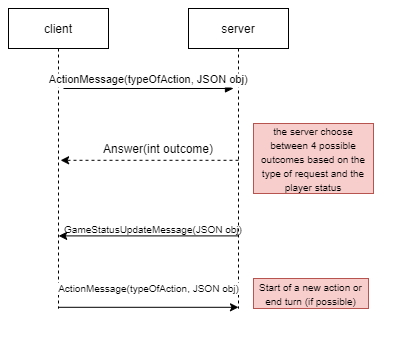 client
server
ActionMessage(typeOfAction, JSON obj)
the server choose
between 4 possible
outcomes based on the
type of request and the
player status
Answer(int outcome)
GameStatusUpdateMessage(JSON obj)
ActionMessage(typeOfAction, JSON obj)
Start of a new action or
end turn (if possible)